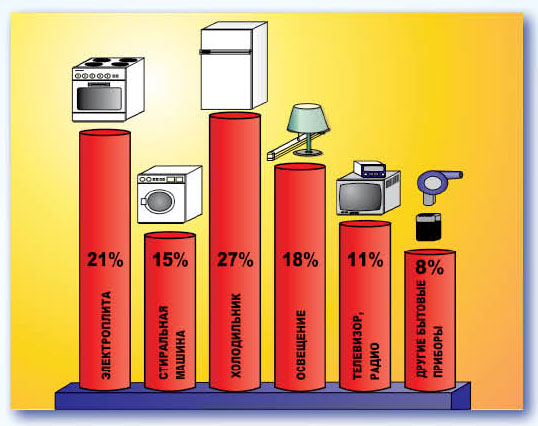 21%
ЭЛЕКТРОПЛИТА
15%
СТИРАЛЬНАЯ
МАШИНА
27%
ХОЛОДИЛЬНИК
18%
ОСВЕЩЕНИЕ
11%
ТЕЛЕВИЗОР,
РАДИО
8%
ДРУГИЕ БЫТОВЫЕ
ПРИБОРЫ